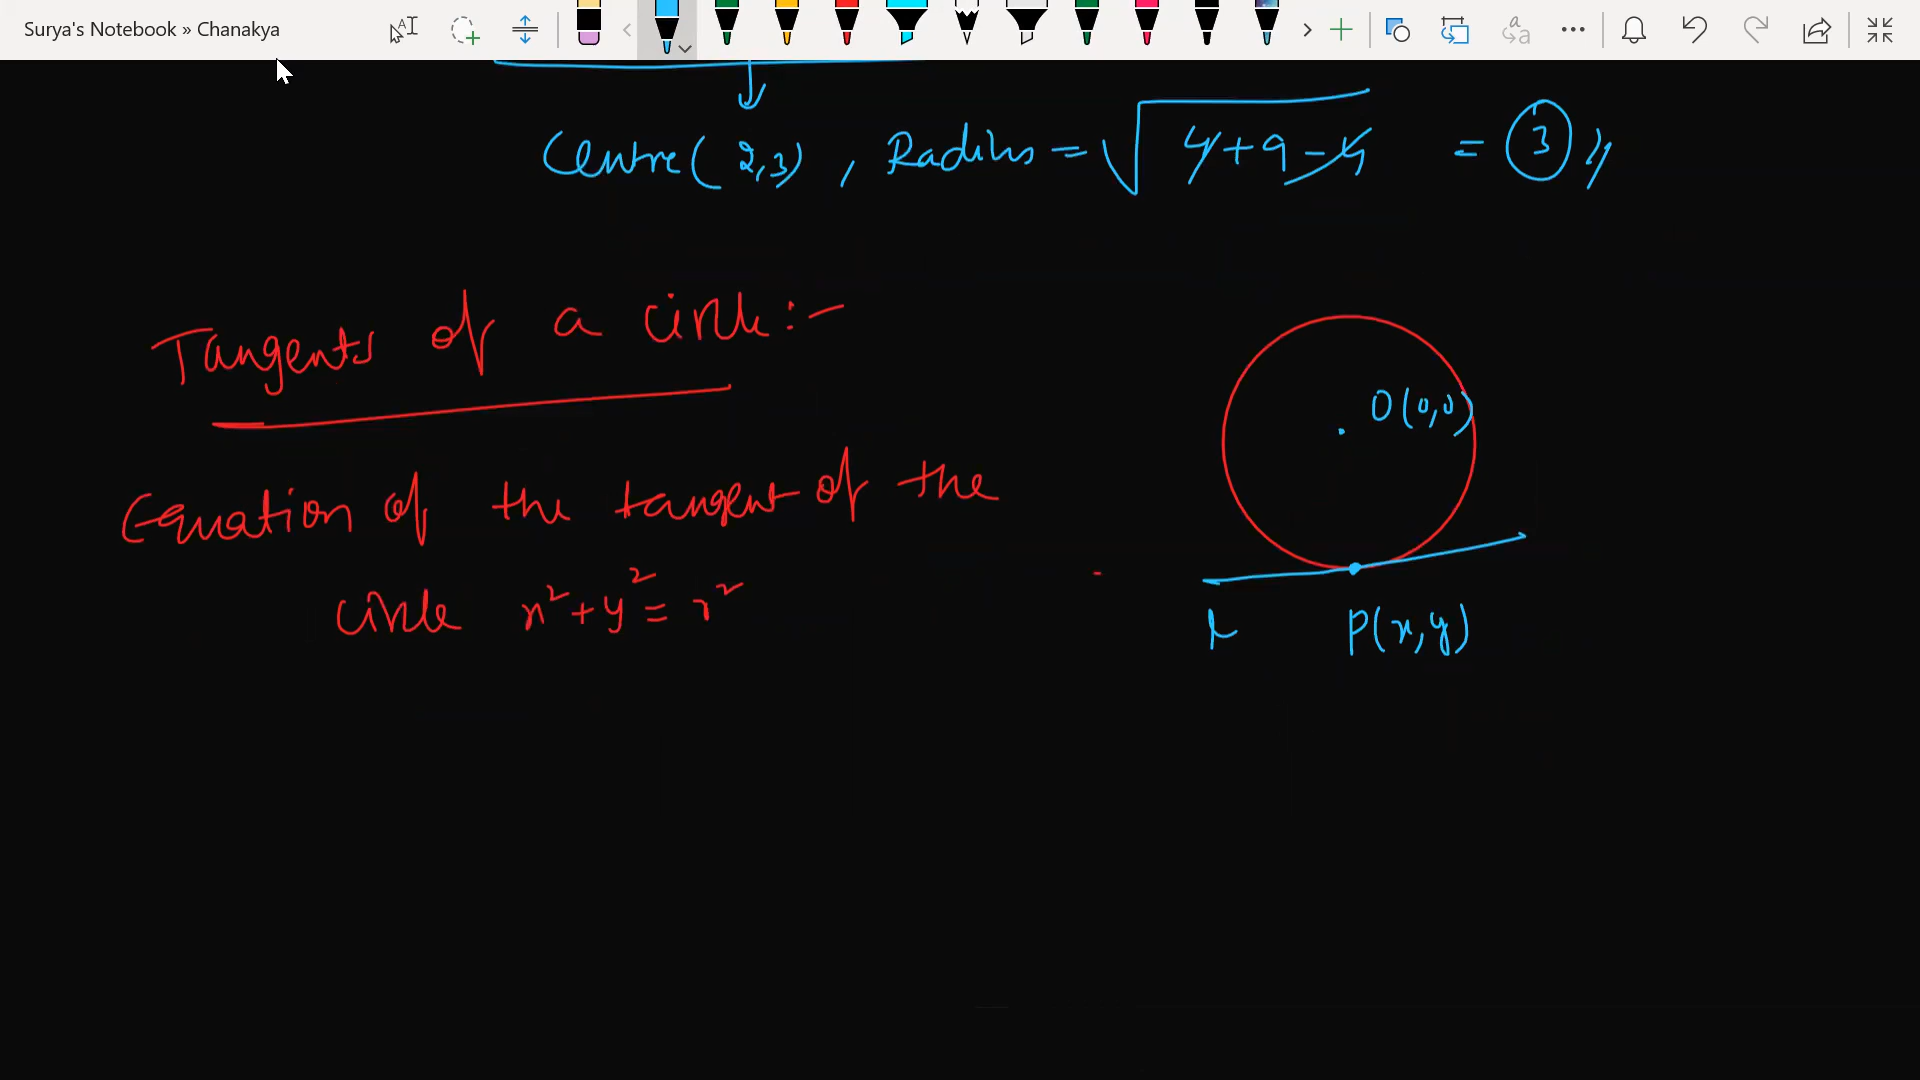 Surya's Notebook » Chanakya
Centre (2,3) , Radius = √4+9-4 = 3 //
Tangents of a circle :-
O(0,0)
Equation of the tangent of the
circle x² + y² = r²
P(x,y)